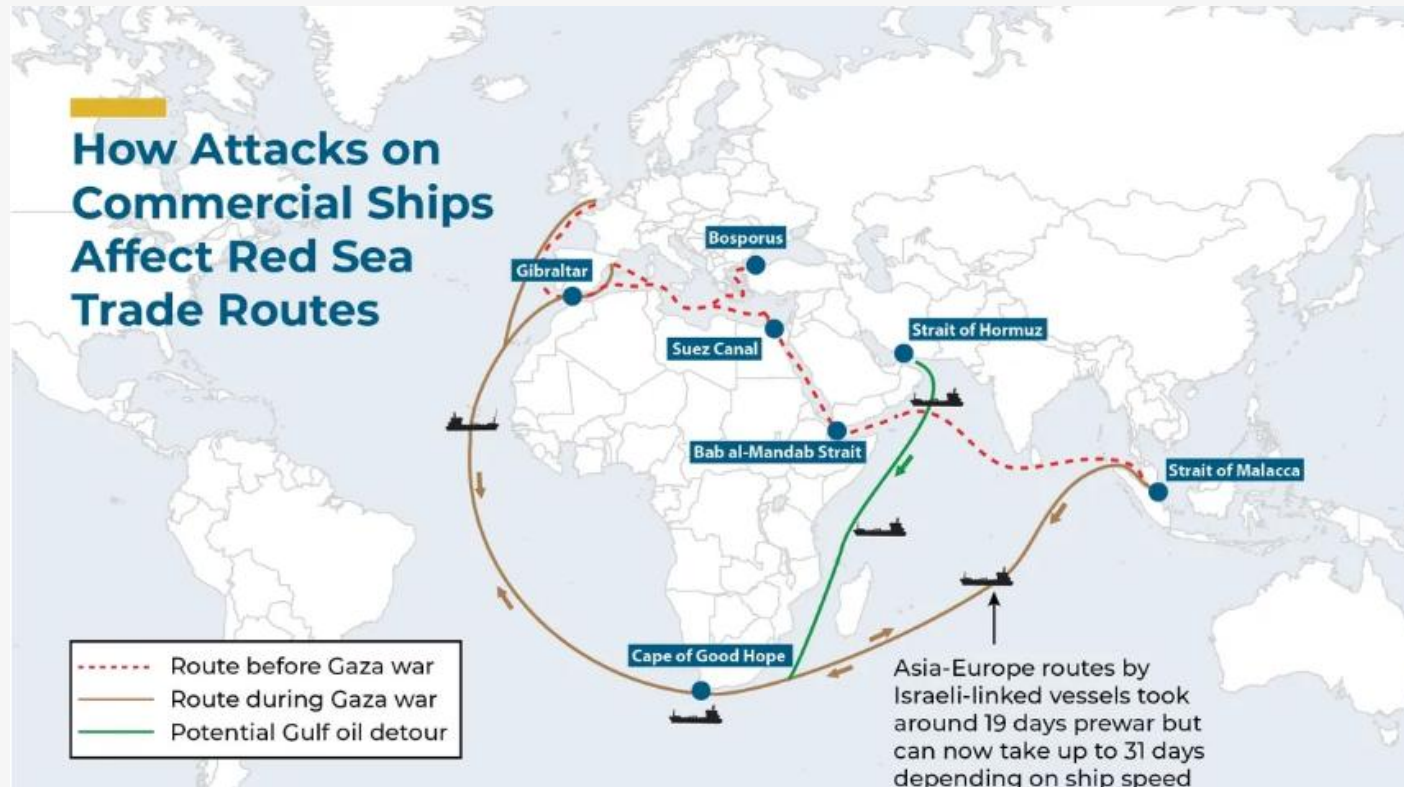 How Attacks on
Commercial Ships
Affect Red Sea
Trade Routes
Bosporus
Gibraltar
Suez Canal
Strait of Hormuz
Bab al-Mandab Strait
Strait of Malacca
Cape of Good Hope
Route before Gaza war
Route during Gaza war
Potential Gulf oil detour
Asia-Europe routes by
Israeli-linked vessels took
around 19 days prewar but
can now take up to 31 days
depending on ship speed